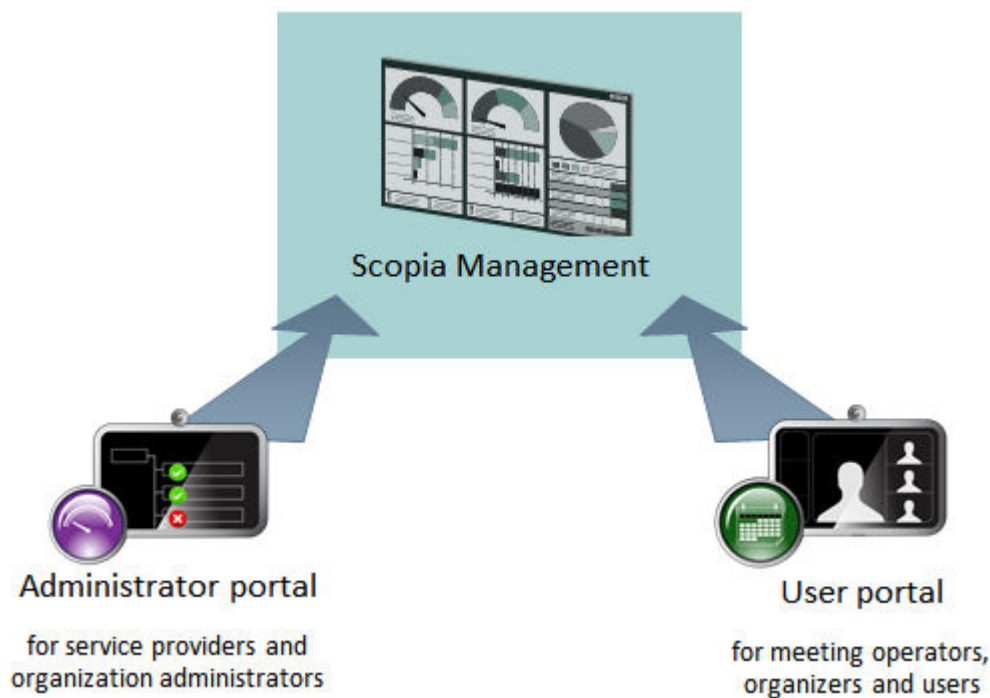 Scopia Management
Administrator portal
for service providers and
organization administrators
User portal
for meeting operators,
organizers and users